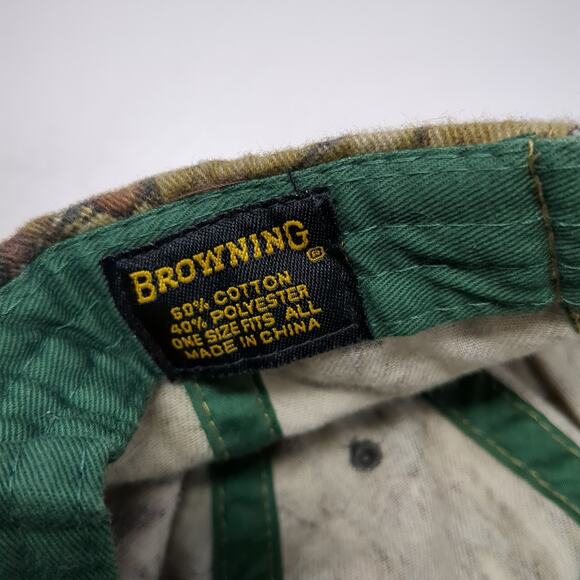 BROWNING ®
60% COTTON
40% POLYESTER
ONE SIZE FITS ALL
MADE IN CHINA